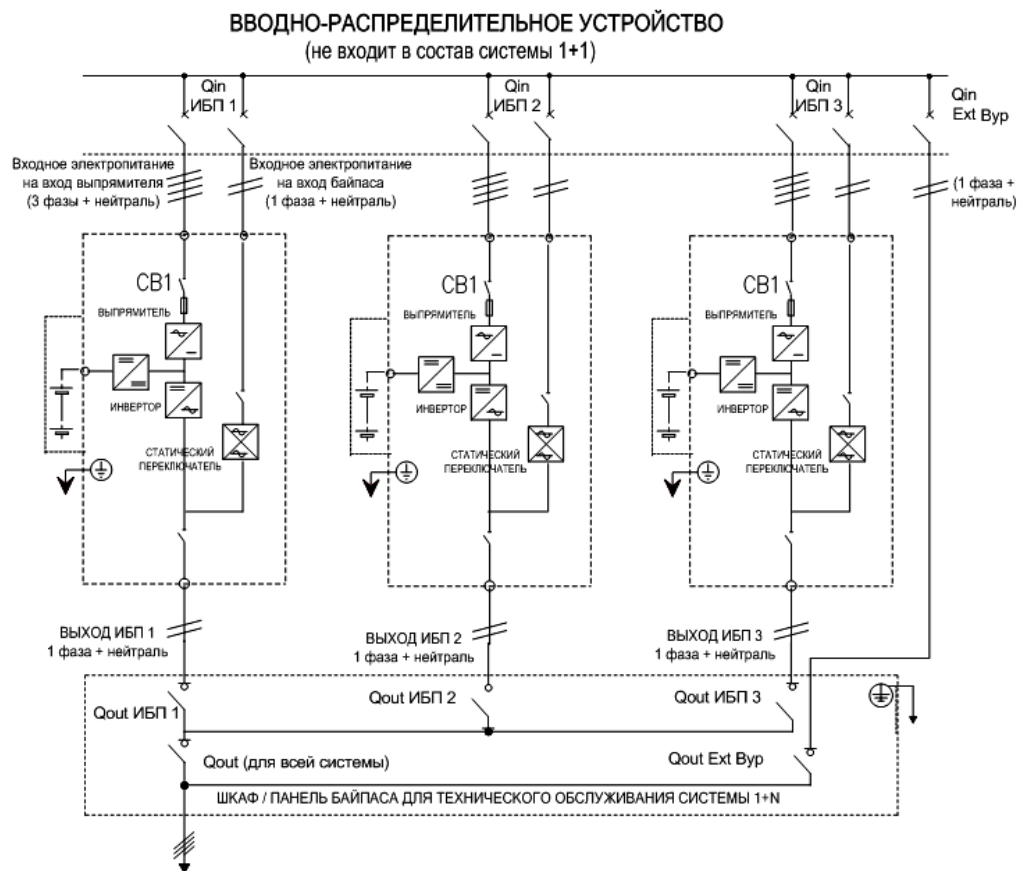 ВВОДНО-РАСПРЕДЕЛИТЕЛЬНОЕ УСТРОЙСТВО
(не входит в состав системы 1+1)
Qin
ИБП 1
Qin
ИБП 2
Qin
ИБП 3
Qin
Ext Byp
Входное электропитание
на вход выпрямителя
(3 фазы + нейтраль)
Входное электропитание
на вход байпаса
(1 фаза + нейтраль)
(1 фаза +
нейтраль)
CB1
ВЫПРЯМИТЕЛЬ
ИНВЕРТОР
СТАТИЧЕСКИЙ
ПЕРЕКЛЮЧАТЕЛЬ
CB1
ВЫПРЯМИТЕЛЬ
ИНВЕРТОР
СТАТИЧЕСКИЙ
ПЕРЕКЛЮЧАТЕЛЬ
CB1
ВЫПРЯМИТЕЛЬ
ИНВЕРТОР
СТАТИЧЕСКИЙ
ПЕРЕКЛЮЧАТЕЛЬ
ВЫХОД ИБП 1
1 фаза + нейтраль
ВЫХОД ИБП 2
1 фаза + нейтраль
ВЫХОД ИБП 3
1 фаза + нейтраль
Qout ИБП 1
Qout ИБП 2
Qout ИБП 3
Qout (для всей системы)
Qout Ext Byp
ШКАФ / ПАНЕЛЬ БАЙПАСА ДЛЯ ТЕХНИЧЕСКОГО ОБСЛУЖИВАНИЯ СИСТЕМЫ 1+N